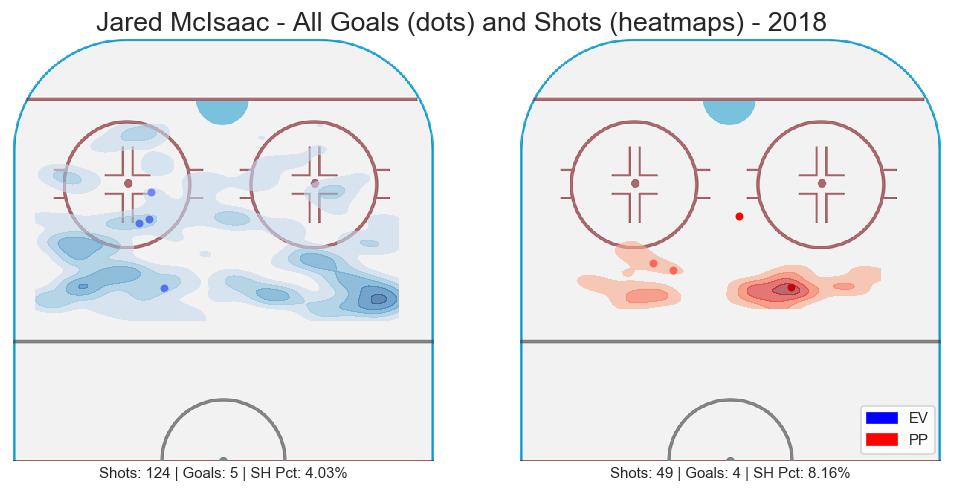 Jared McIsaac - All Goals (dots) and Shots (heatmaps) - 2018
EV
PP
Shots: 124 | Goals: 5 | SH Pct: 4.03%
Shots: 49 | Goals: 4 | SH Pct: 8.16%